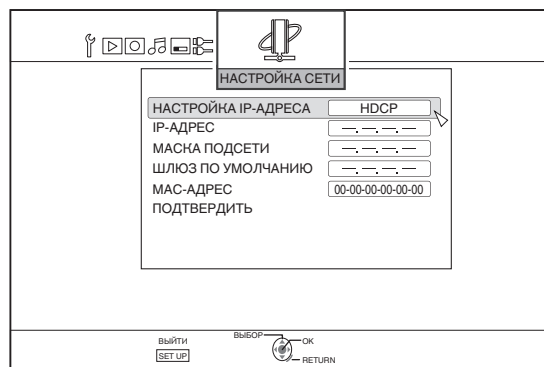 НАСТРОЙКА СЕТИ
НАСТРОЙКА IP-АДРЕСА HDCP
IP-АДРЕС —.—.—.—
МАСКА ПОДСЕТИ —.—.—.—
ШЛЮЗ ПО УМОЛЧАНИЮ —.—.—.—
MAC-АДРЕС 00-00-00-00-00-00
ПОДТВЕРДИТЬ
ВЫЙТИ
SET UP
ВЫБОР
OK
RETURN